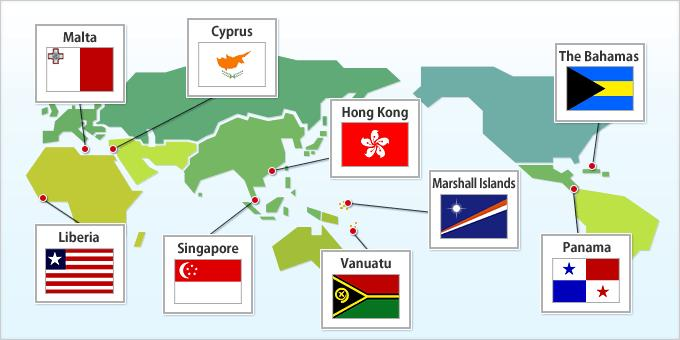 Malta
Cyprus
The Bahamas
Hong Kong
Marshall Islands
Liberia
Singapore
Vanuatu
Panama